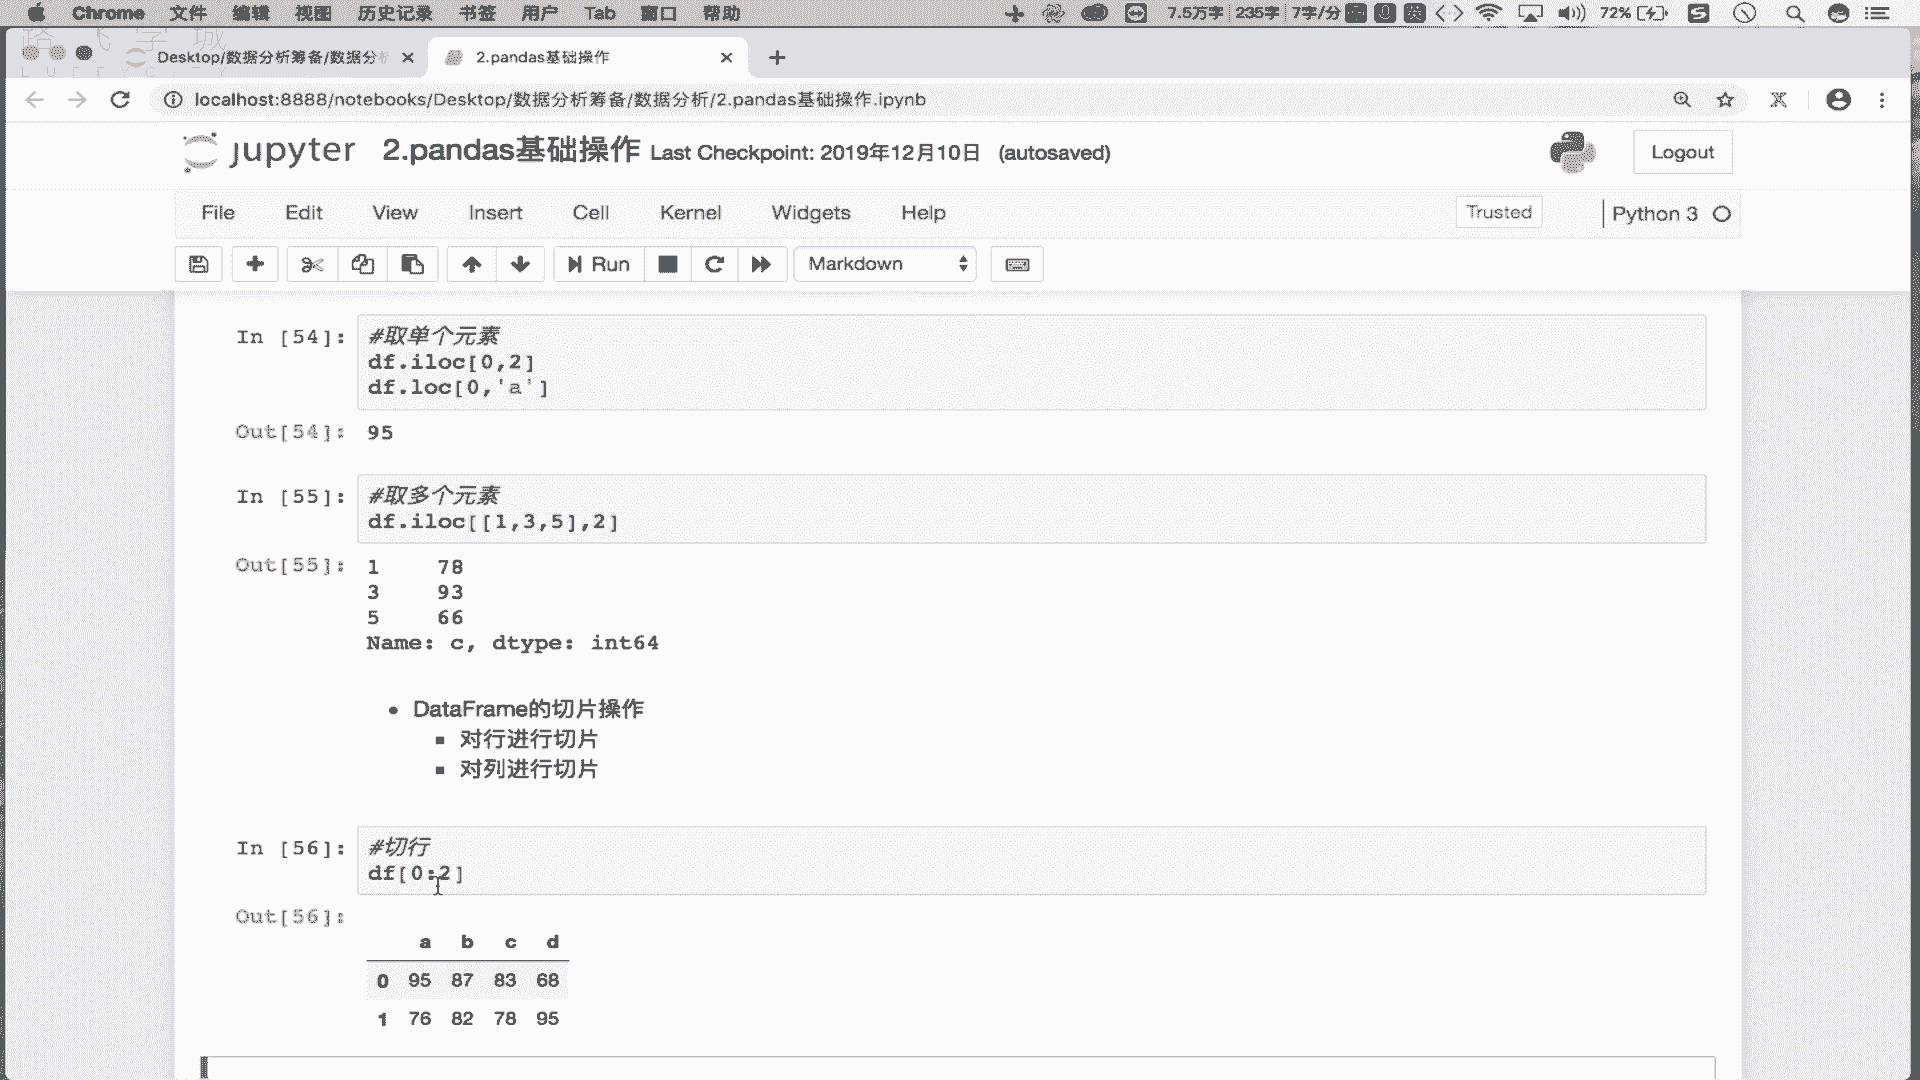 Chrome 文件 编辑 视图 历史记录 书签 用户 Tab 窗口 帮助 7.5万字 235字 7字/分 英 72%
Desktop/数据分析筹备/数据分析 2.pandas基础操作
localhost:8888/notebooks/Desktop/数据分析筹备/数据分析/2.pandas基础操作.ipynb
jupyter 2.pandas基础操作 Last Checkpoint: 2019年12月10日 (autosaved) Logout
File Edit View Insert Cell Kernel Widgets Help Trusted Python 3
Run Markdown
In [54]: #取单个元素
df.iloc[0,2]
df.loc[0,'a']
Out[54]: 95
In [55]: #取多个元素
df.iloc[[1,3,5],2]
Out[55]: 1 78
3 93
5 66
Name: c, dtype: int64
DataFrame的切片操作
对行进行切片
对列进行切片
In [56]: #切行
df[0:2]
Out[56]:
a b c d
0 95 87 83 68
1 76 82 78 95